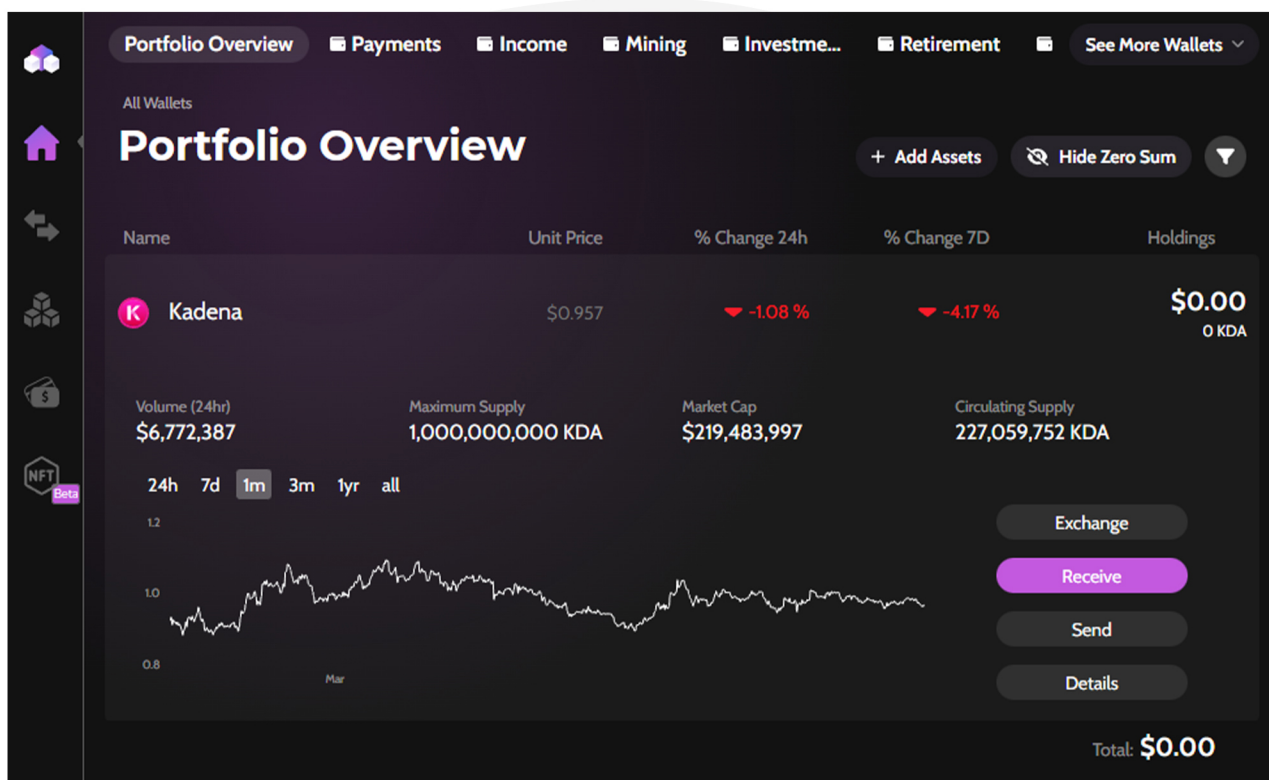 Portfolio Overview Payments Income Mining Investme... Retirement See More Wallets
All Wallets
Portfolio Overview
+ Add Assets Hide Zero Sum
Name Unit Price % Change 24h % Change 7D Holdings
K Kadena $0.957 -1.08 % -4.17 % $0.00
0 KDA
Volume (24hr) Maximum Supply Market Cap Circulating Supply
$6,772,387 1,000,000,000 KDA $219,483,997 227,059,752 KDA
NFT
Beta
24h 7d 1m 3m 1yr all
1.2
1.0
0.8
Mar
Exchange
Receive
Send
Details
Total: $0.00